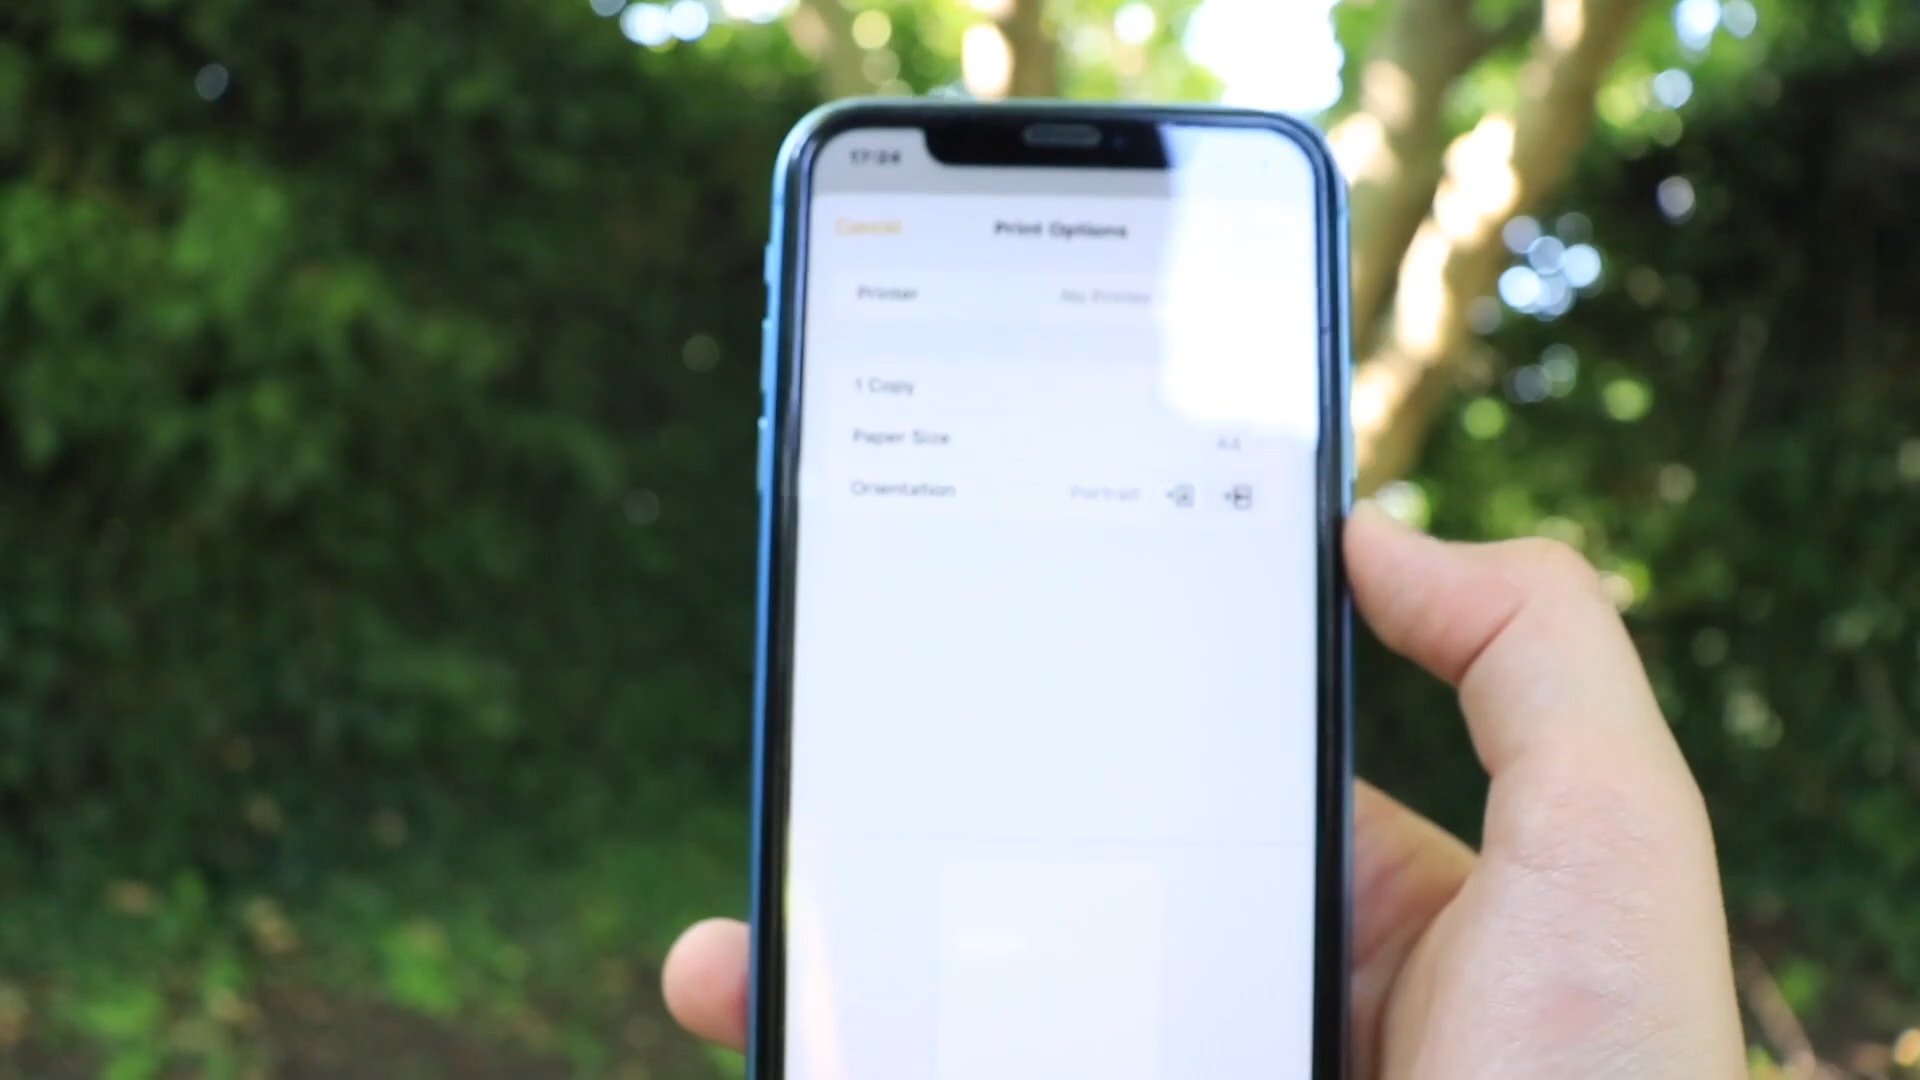 17:24
Cancel Print Options
Printer No Printer
1 Copy
Paper Size A4
Orientation Portrait